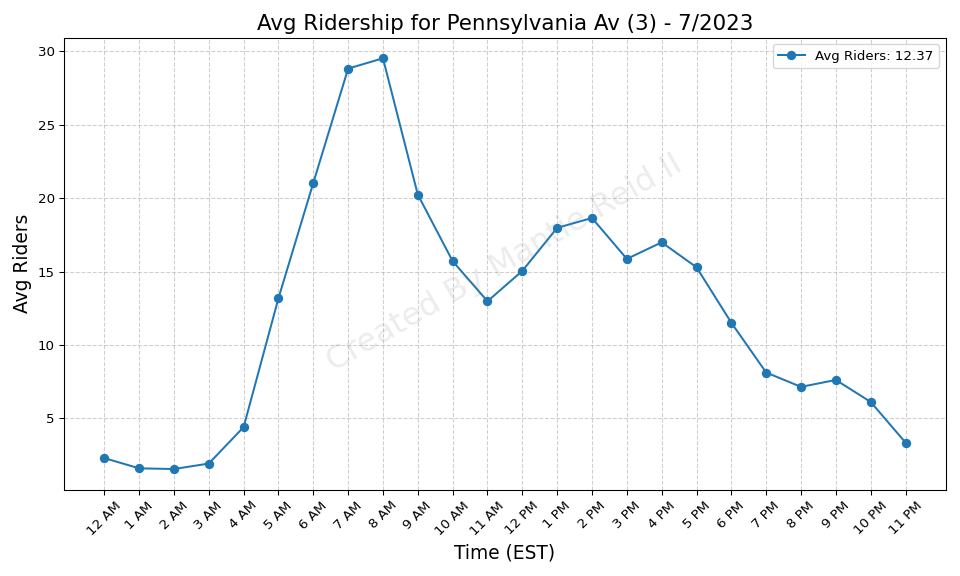 Avg Ridership for Pennsylvania Av (3) - 7/2023
Avg Riders: 12.37
30
25
20
15
10
5
Avg Riders
Created By Mantie Reid II
12 AM
1 AM
2 AM
3 AM
4 AM
5 AM
6 AM
7 AM
8 AM
9 AM
10 AM
11 AM
12 PM
1 PM
2 PM
3 PM
4 PM
5 PM
6 PM
7 PM
8 PM
9 PM
10 PM
11 PM
Time (EST)